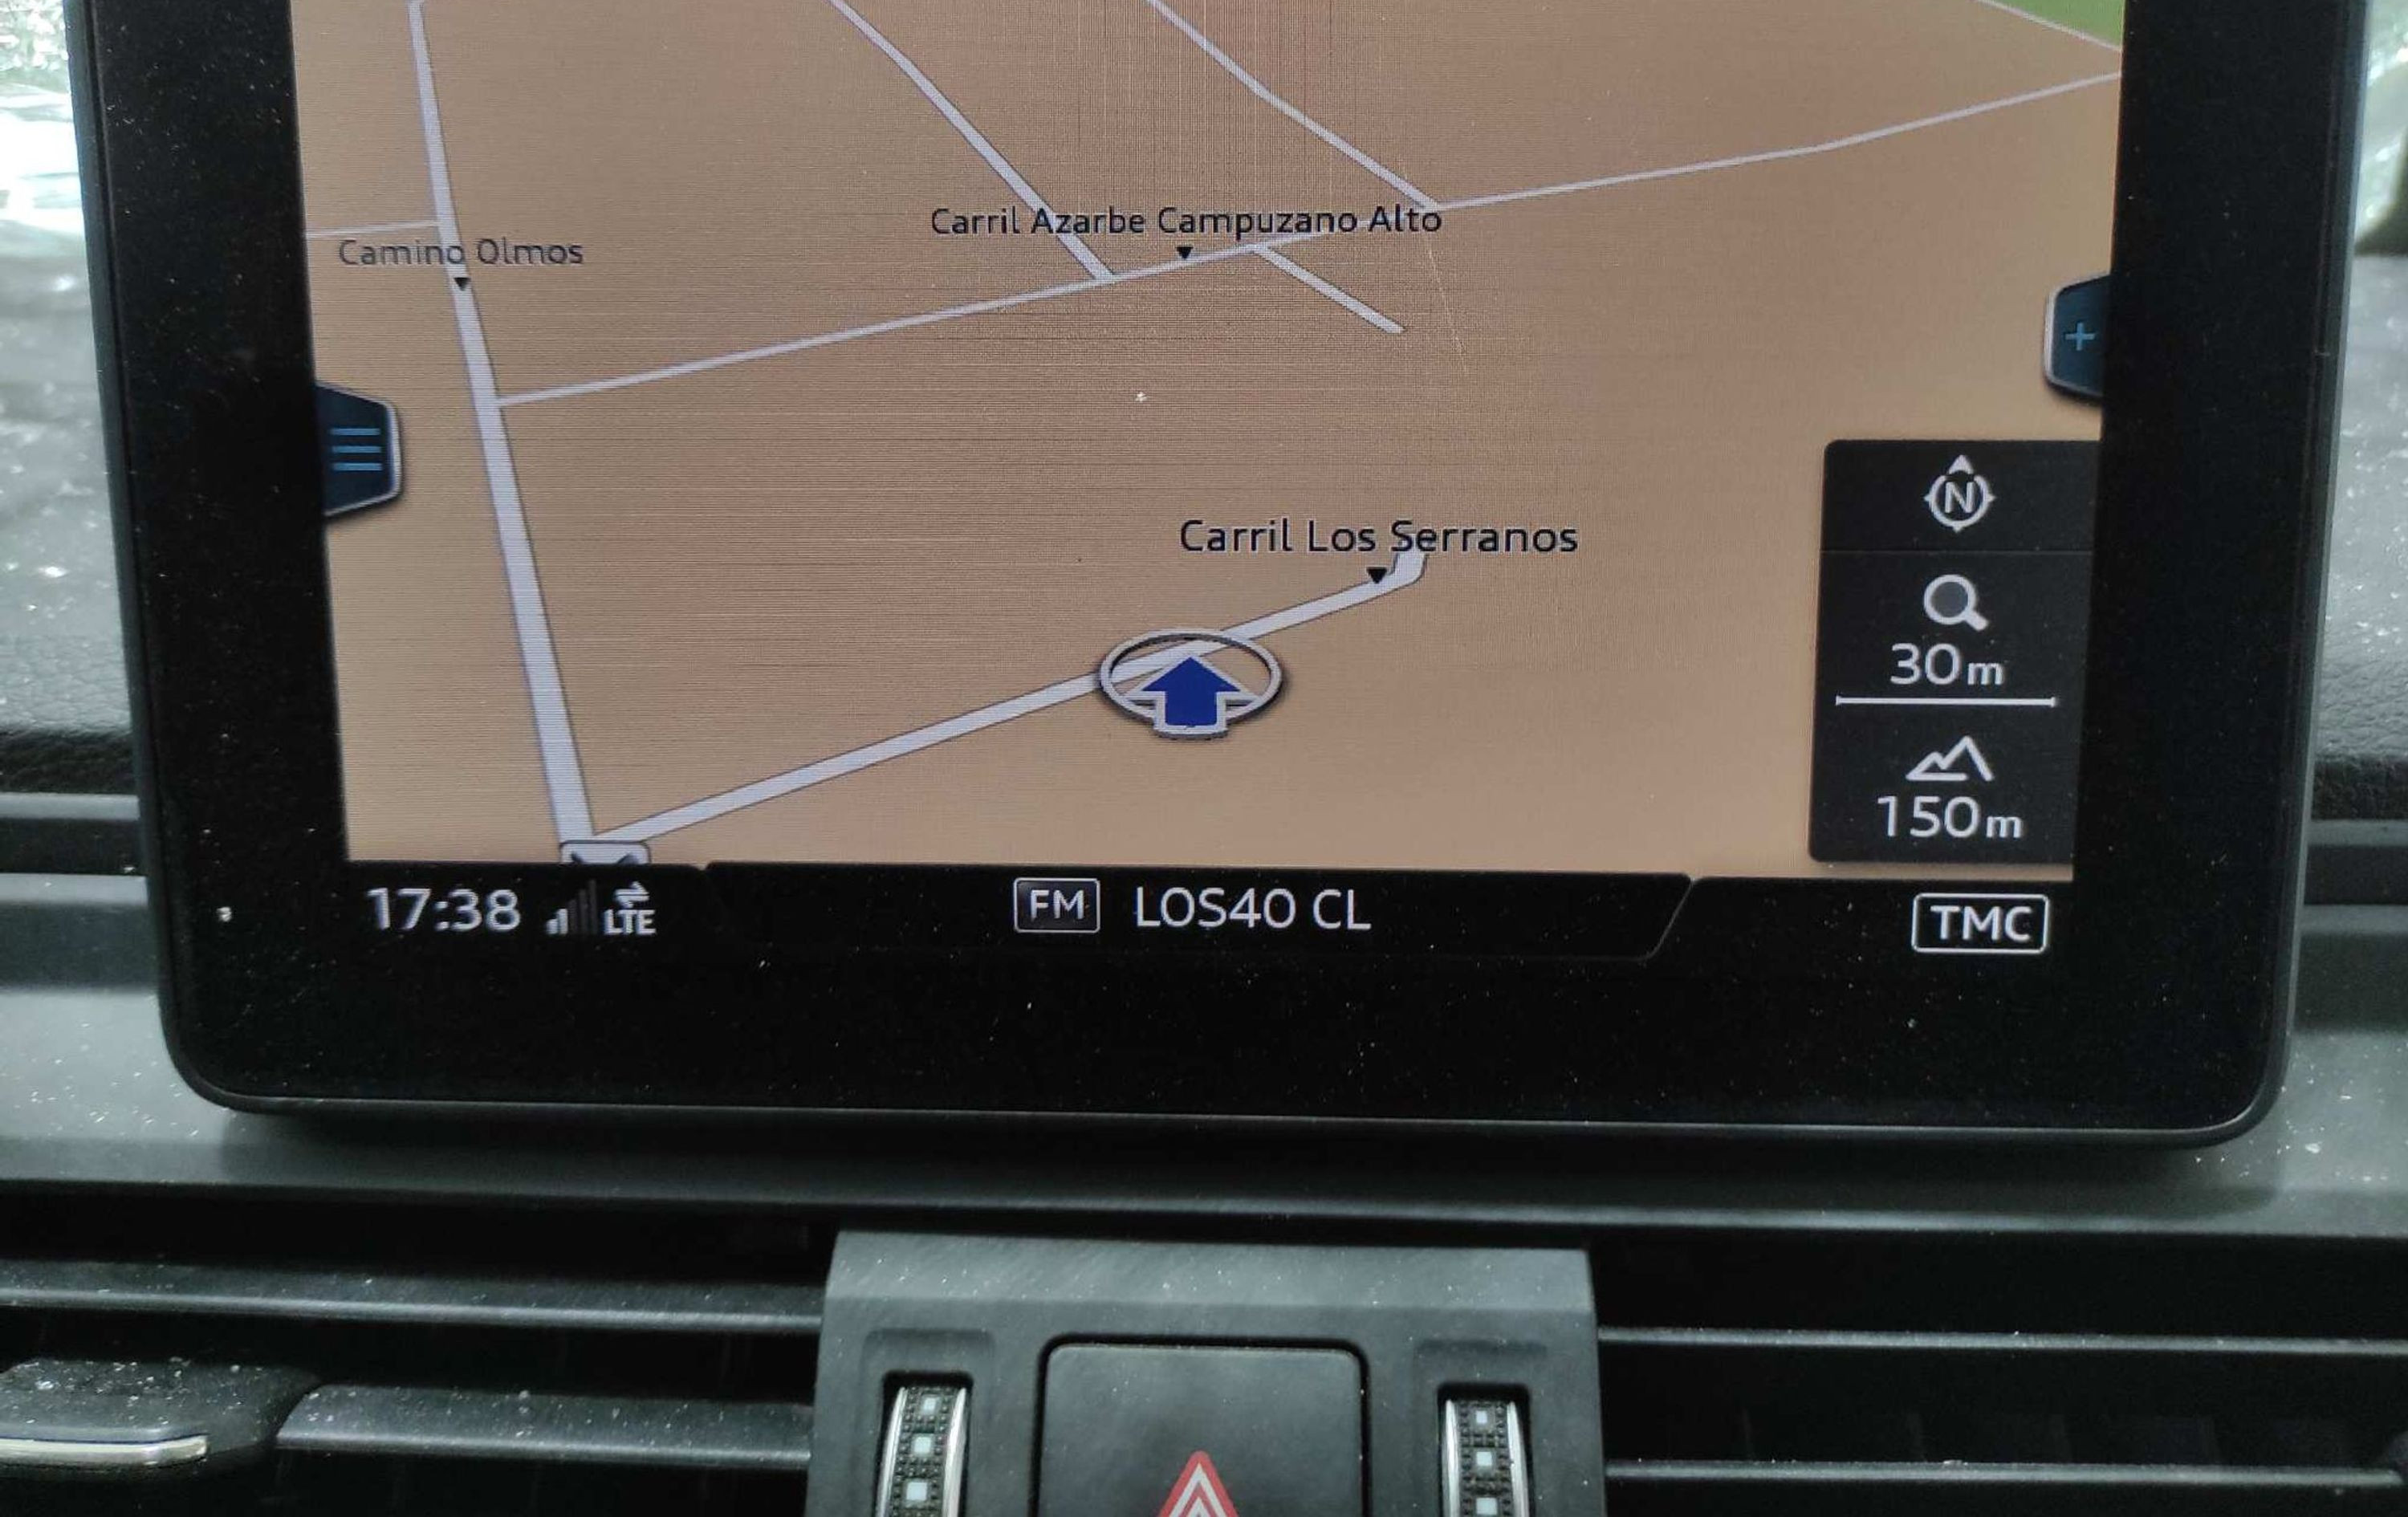 Carril Azarbe Campuzano Alto
Camino Olmos
Carril Los Serranos
N
30m
150m
17:38 LTE FM LOS40 CL TMC